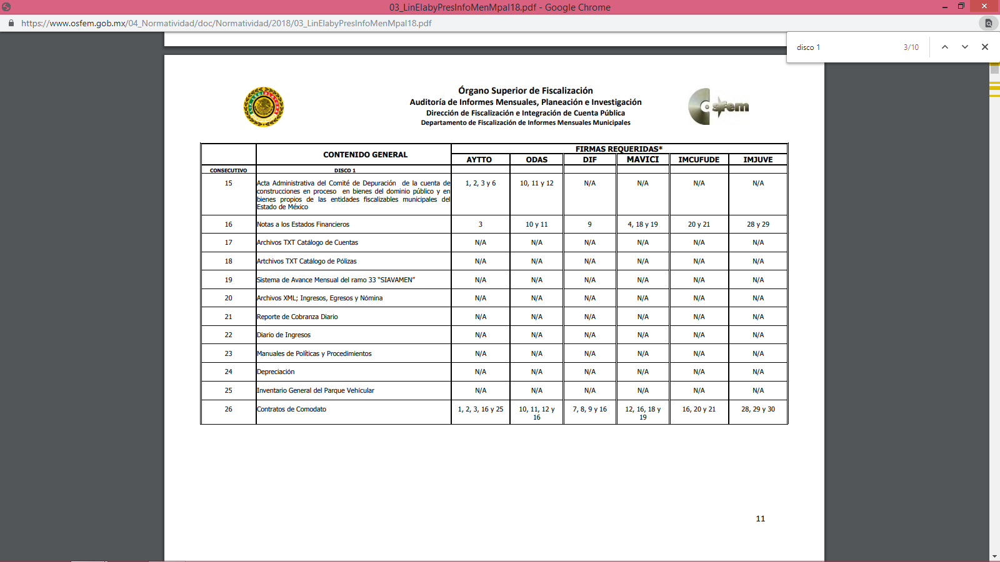 03_LinElabyPresInfoMenMpal18.pdf - Google Chrome
https://www.osfem.gob.mx/04_Normatividad/doc/Normatividad/2018/03_LinElabyPresInfoMenMpal18.pdf
disco 1 3/10
Órgano Superior de Fiscalización
Auditoría de Informes Mensuales, Planeación e Investigación
Dirección de Fiscalización e Integración de Cuenta Pública
Departamento de Fiscalización de Informes Mensuales Municipales
LIX LEGISLATURA
osfem
CONTENIDO GENERAL FIRMAS REQUERIDAS*
AYTTO ODAS DIF MAVICI IMCUFUDE IMJUVE
CONSECUTIVO DISCO 1
15 Acta Administrativa del Comité de Depuración de la cuenta de 1, 2, 3 y 6 10, 11 y 12 N/A N/A N/A N/A
construcciones en proceso en bienes del dominio público y en
bienes propios de las entidades fiscalizables municipales del
Estado de México
16 Notas a los Estados Financieros 3 10 y 11 9 4, 18 y 19 20 y 21 28 y 29
17 Archivos TXT Catálogo de Cuentas N/A N/A N/A N/A N/A N/A
18 Artchivos TXT Catálogo de Pólizas N/A N/A N/A N/A N/A N/A
19 Sistema de Avance Mensual del ramo 33 “SIAVAMEN” N/A N/A N/A N/A N/A N/A
20 Archivos XML; Ingresos, Egresos y Nómina N/A N/A N/A N/A N/A N/A
21 Reporte de Cobranza Diario N/A N/A N/A N/A N/A N/A
22 Diario de Ingresos N/A N/A N/A N/A N/A N/A
23 Manuales de Políticas y Procedimientos N/A N/A N/A N/A N/A N/A
24 Depreciación N/A N/A N/A N/A N/A N/A
25 Inventario General del Parque Vehícular N/A N/A N/A N/A N/A N/A
26 Contratos de Comodato 1, 2, 3, 16 y 25 10, 11, 12 y 7, 8, 9 y 16 12, 16, 18 y 16, 20 y 21 28, 29 y 30
16 19
11